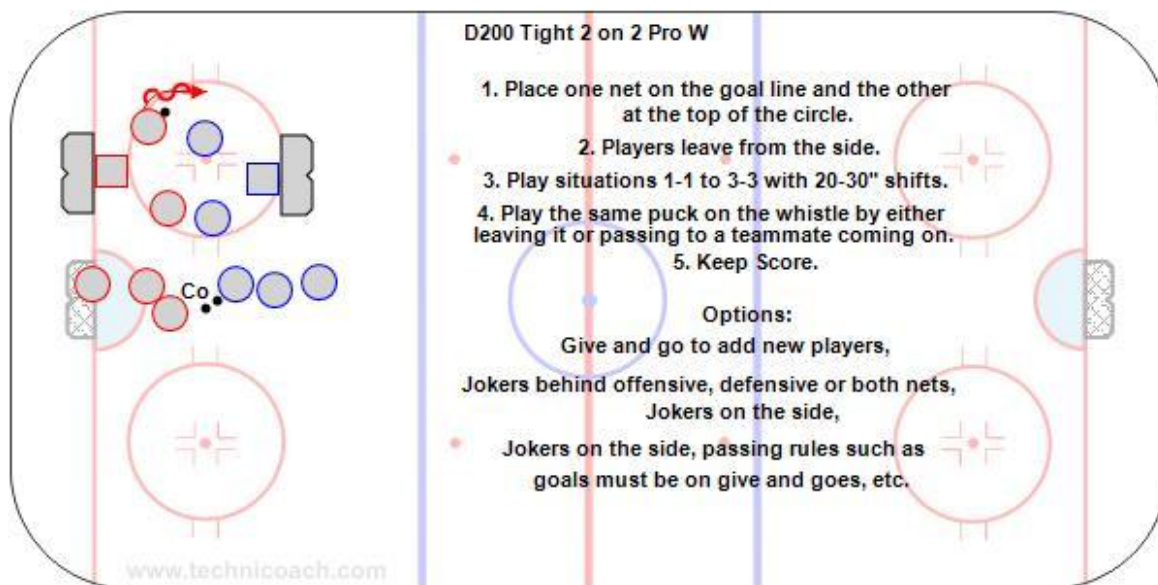 D200 Tight 2 on 2 Pro W
1. Place one net on the goal line and the other
at the top of the circle.
2. Players leave from the side.
3. Play situations 1-1 to 3-3 with 20-30" shifts.
4. Play the same puck on the whistle by either
leaving it or passing to a teammate coming on.
5. Keep Score.
Co
Options:
Give and go to add new players,
Jokers behind offensive, defensive or both nets,
Jokers on the side,
Jokers on the side, passing rules such as
goals must be on give and goes, etc.
www.technicoach.com